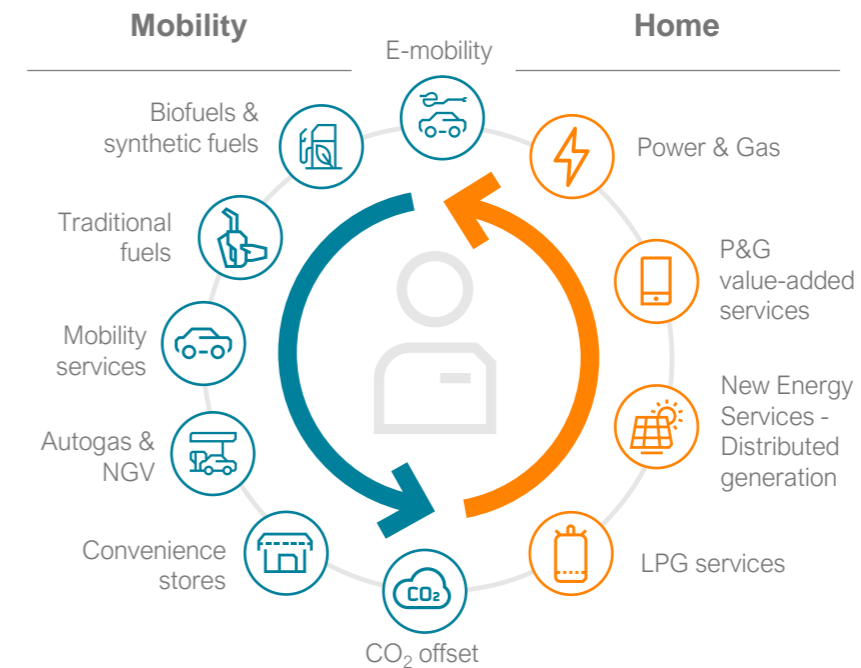 Mobility
Home
E-mobility
Biofuels &
synthetic fuels
Traditional
fuels
Mobility
services
Autogas &
NGV
Convenience
stores
CO₂
CO₂ offset
Power & Gas
P&G
value-added
services
New Energy
Services -
Distributed
generation
LPG services